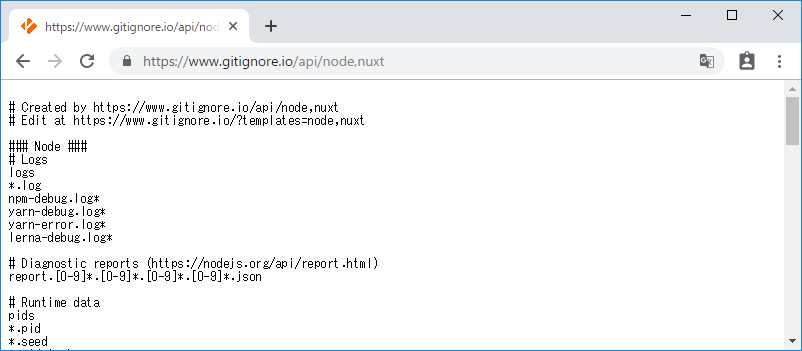 https://www.gitignore.io/api/nod
https://www.gitignore.io/api/node,nuxt
# Created by https://www.gitignore.io/api/node,nuxt
# Edit at https://www.gitignore.io/?templates=node,nuxt
### Node ###
# Logs
logs
*.log
npm-debug.log*
yarn-debug.log*
yarn-error.log*
lerna-debug.log*
# Diagnostic reports (https://nodejs.org/api/report.html)
report.[0-9]*.[0-9]*.[0-9]*.[0-9]*.json
# Runtime data
pids
*.pid
*.seed